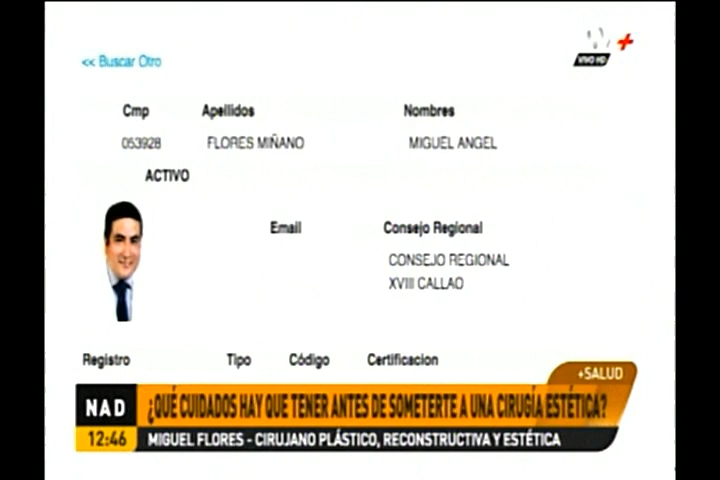 << Buscar Otro
+
VIVO HD
Cmp Apellidos Nombres
053928 FLORES MIÑANO MIGUEL ANGEL
ACTIVO
Email Consejo Regional
CONSEJO REGIONAL
XVIII CALLAO
Registro Tipo Código Certificacion
+SALUD
NAD ¿QUÉ CUIDADOS HAY QUE TENER ANTES DE SOMETERTE A UNA CIRUGÍA ESTÉTICA?
12:46 MIGUEL FLORES - CIRUJANO PLÁSTICO, RECONSTRUCTIVA Y ESTÉTICA